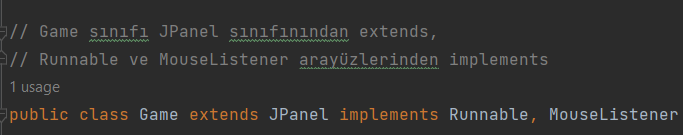 // Game sınıfı JPanel sınıfınından extends,
// Runnable ve MouseListener arayüzlerinden implements
1 usage
public class Game extends JPanel implements Runnable, MouseListener